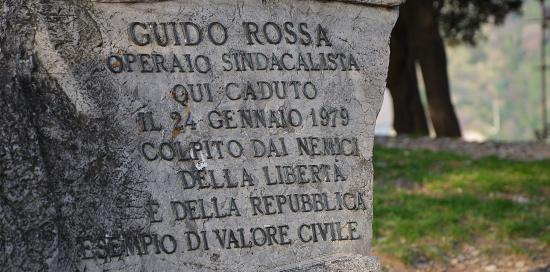 GUIDO ROSSA
OPERAIO SINDACALISTA
QUI CADUTO
IL 24 GENNAIO 1979
COLPITO DAI NEMICI
DELLA LIBERTÀ
E DELLA REPUBBLICA
ESEMPIO DI VALORE CIVILE